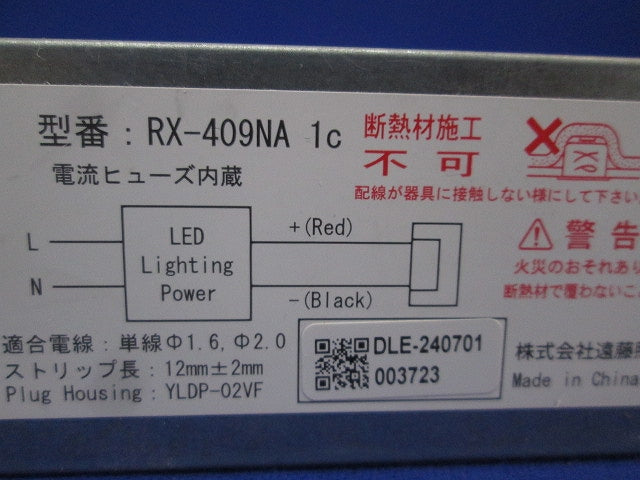 型番：RX-409NA 1c
電流ヒューズ内蔵
断熱材施工
不可
配線が器具に接触しない様にして下さい
警告
火災のおそれあり
断熱材で覆わないこ
L
N
LED
Lighting
Power
+(Red)
-(Black)
適合電線：単線Φ1.6,Φ2.0
ストリップ長：12mm±2mm
Plug Housing：YLDP-02VF
DLE-240701
003723
株式会社遠藤
Made in China